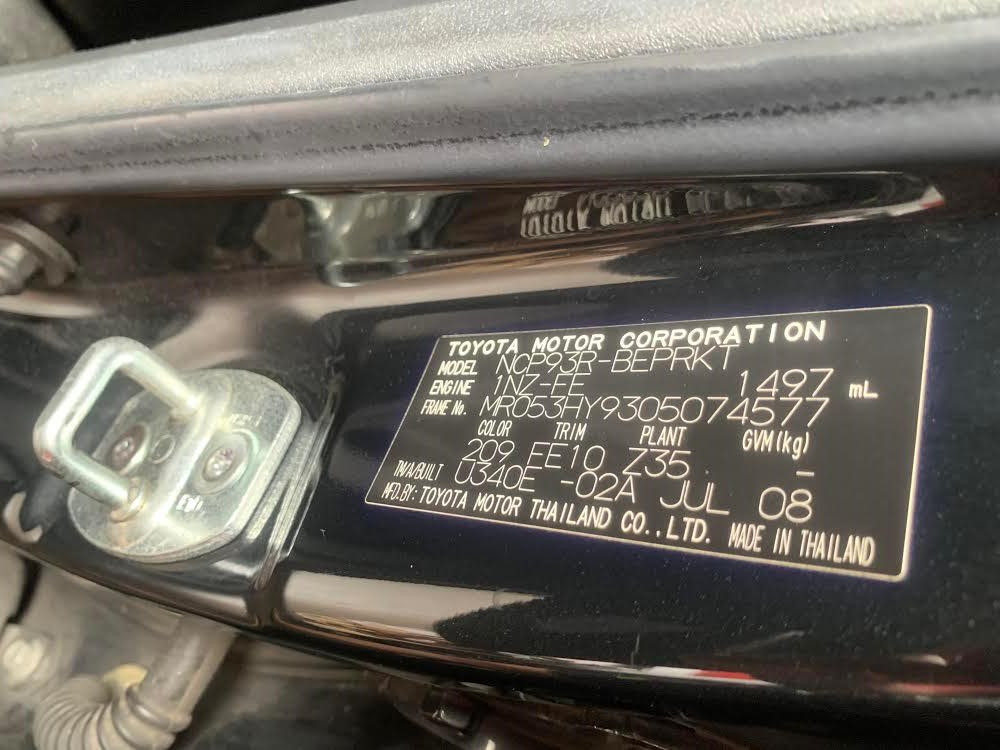 TOYOTA MOTOR CORPORATION
MODEL NCP93R-BEPRKT
ENGINE 1NZ-FE 1497 mL
FRAME No. MR053HY9305074577
COLOR TRIM PLANT GVM(kg)
209 FE10 Z35 -
TM/A/BUILT U340E -02A JUL 08
MFD.BY: TOYOTA MOTOR THAILAND CO.,LTD. MADE IN THAILAND